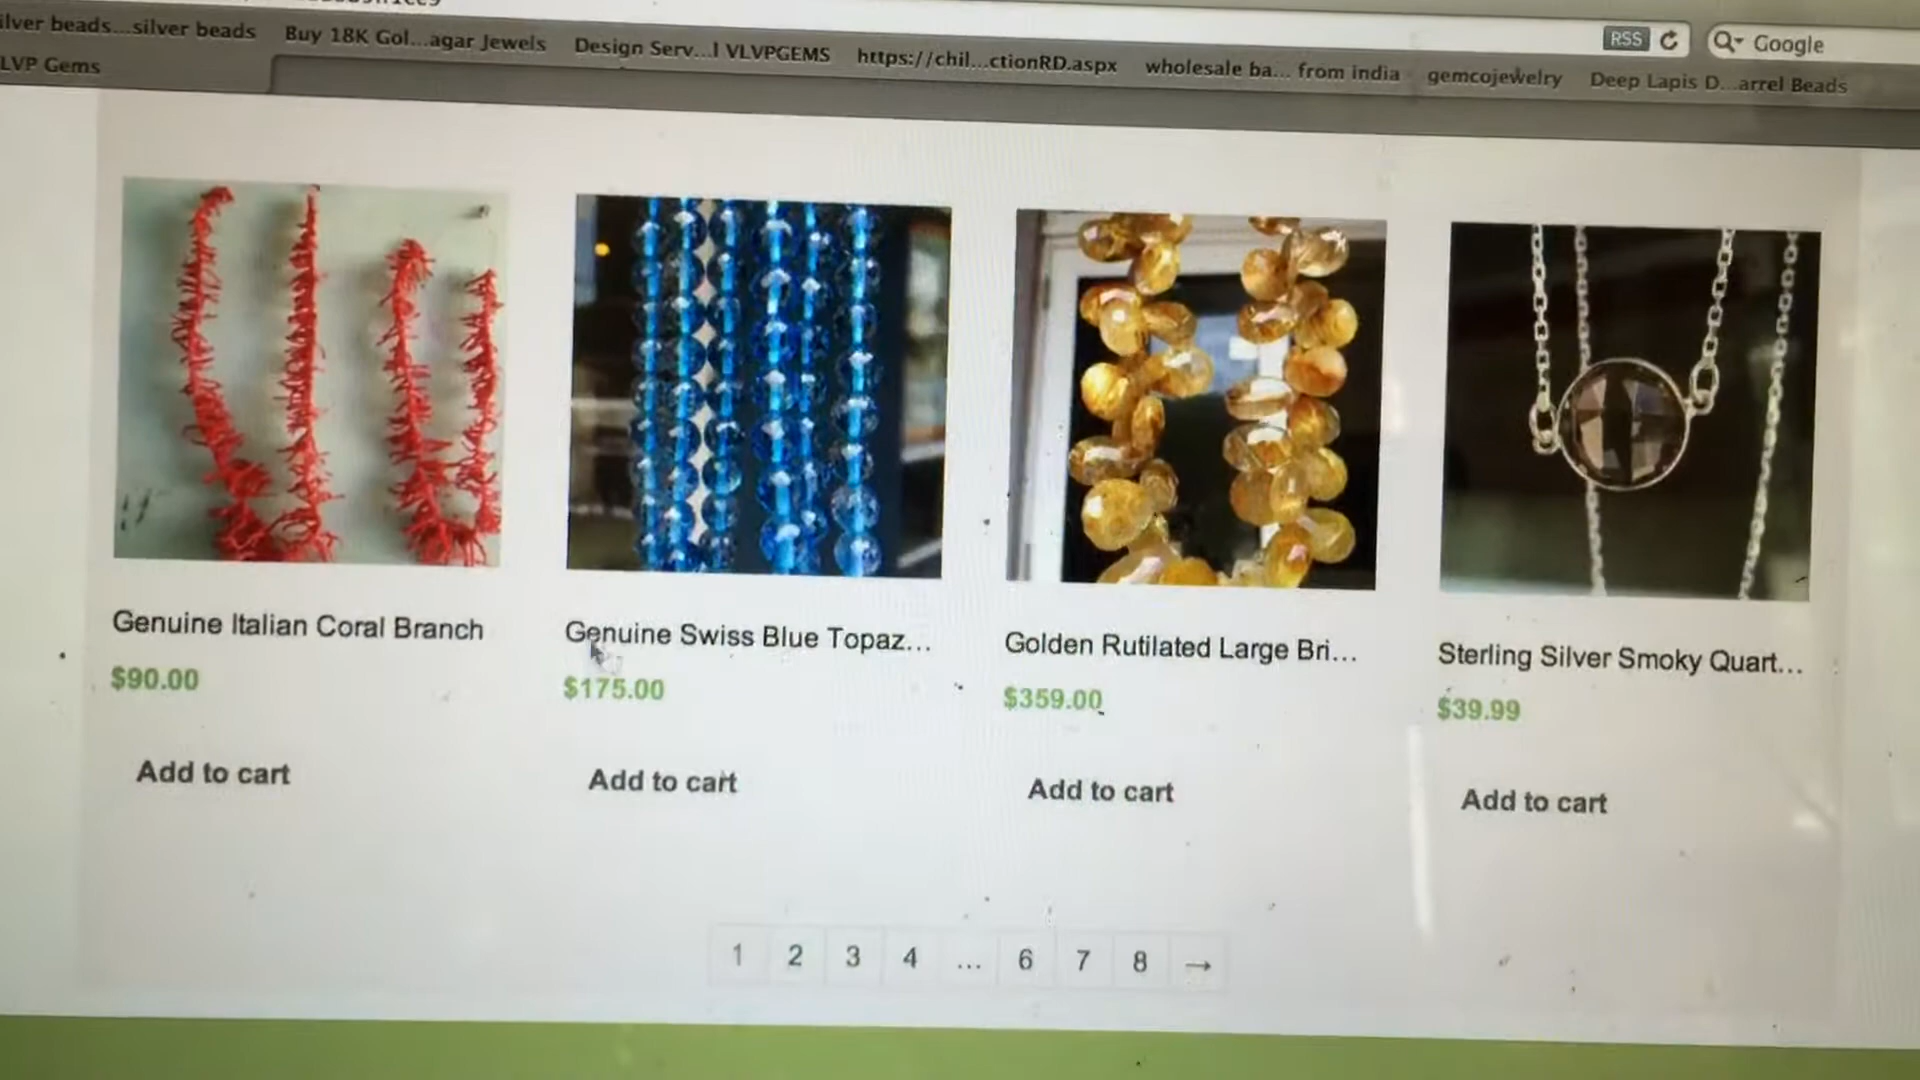 ilver beads...silver beads
Buy 18K Gol...agar Jewels
Design Serv...l VLVPGEMS
https://chil...ctionRD.aspx
wholesale ba... from india
gemcojewelry
Deep Lapis D...arrel Beads
RSS
Google
LVP Gems
Genuine Italian Coral Branch
$90.00
Add to cart
Genuine Swiss Blue Topaz...
$175.00
Add to cart
Golden Rutilated Large Bri...
$359.00
Add to cart
Sterling Silver Smoky Quart...
$39.99
Add to cart
1 2 3 4 ... 6 7 8 →